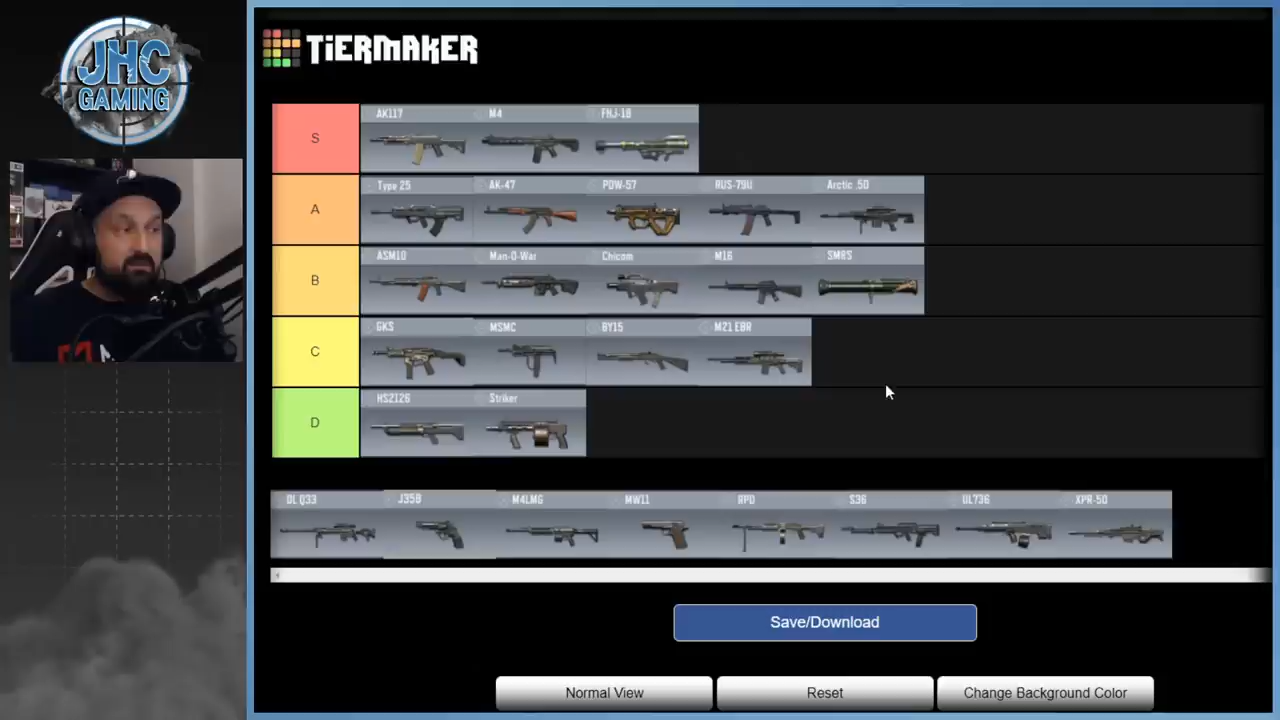 JHC
GAMING
TiERMAKER
S
AK117 M4 FHJ-18
A
Type 25 AK-47 PDW-57 RUS-79U Arctic .50
B
ASM10 Man-O-War Chicom M16 SMRS
C
GKS MSMC BY15 M21 EBR
D
HS2126 Striker
DL Q33 J358 M4LMG MW11 RPD S36 UL736 XPR-50
Save/Download
Normal View Reset Change Background Color